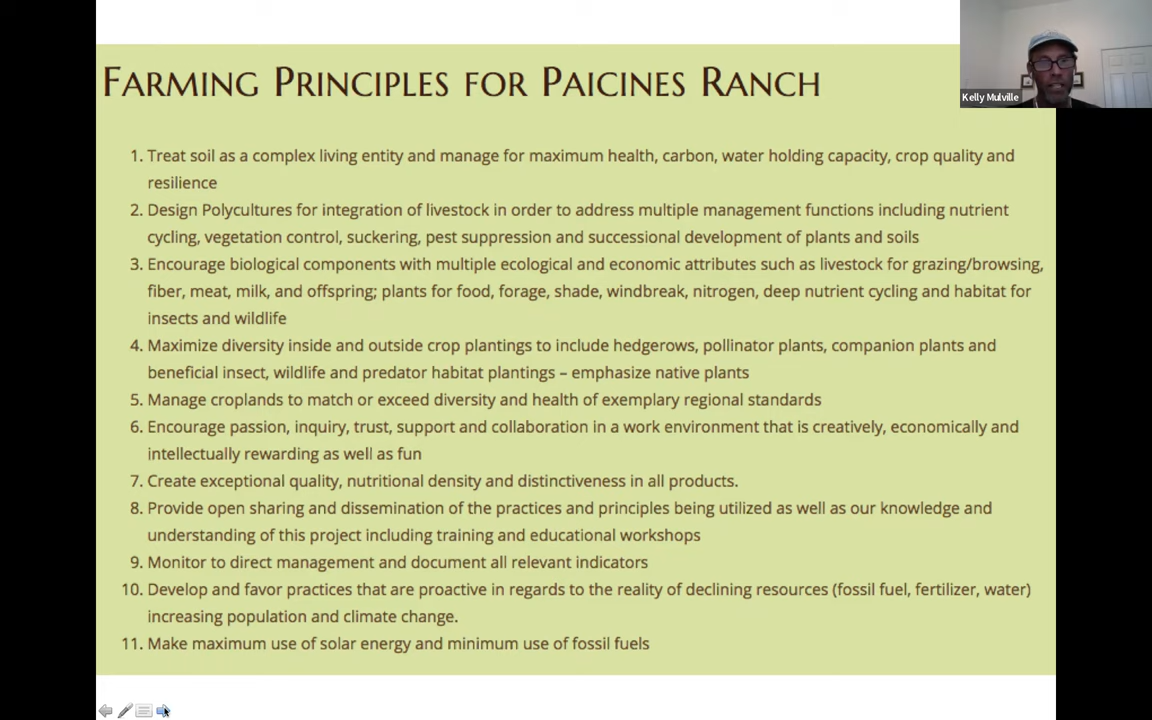 FARMING PRINCIPLES FOR PAICINES RANCH
Kelly Mulville
1. Treat soil as a complex living entity and manage for maximum health, carbon, water holding capacity, crop quality and
resilience
2. Design Polycultures for integration of livestock in order to address multiple management functions including nutrient
cycling, vegetation control, suckering, pest suppression and successional development of plants and soils
3. Encourage biological components with multiple ecological and economic attributes such as livestock for grazing/browsing,
fiber, meat, milk, and offspring; plants for food, forage, shade, windbreak, nitrogen, deep nutrient cycling and habitat for
insects and wildlife
4. Maximize diversity inside and outside crop plantings to include hedgerows, pollinator plants, companion plants and
beneficial insect, wildlife and predator habitat plantings – emphasize native plants
5. Manage croplands to match or exceed diversity and health of exemplary regional standards
6. Encourage passion, inquiry, trust, support and collaboration in a work environment that is creatively, economically and
intellectually rewarding as well as fun
7. Create exceptional quality, nutritional density and distinctiveness in all products.
8. Provide open sharing and dissemination of the practices and principles being utilized as well as our knowledge and
understanding of this project including training and educational workshops
9. Monitor to direct management and document all relevant indicators
10. Develop and favor practices that are proactive in regards to the reality of declining resources (fossil fuel, fertilizer, water)
increasing population and climate change.
11. Make maximum use of solar energy and minimum use of fossil fuels